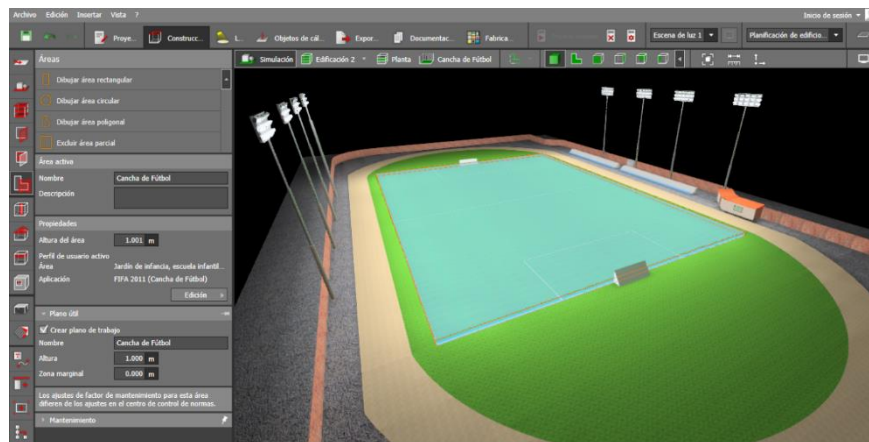 Archivo Edición Insertar Vista ?
Inicio de sesión
Proye... Construcc... L... Objetos de cál... Expor... Documentac... Fabrica...
Escena de luz 1
Planificación de edificio...
Áreas
Simulación Edificación 2 Planta Cancha de Fútbol
Dibujar área rectangular
Dibujar área circular
Dibujar área poligonal
Excluir área parcial
Área activo
Nombre Cancha de Fútbol
Descripción
Propiedades
Altura del área 1.001 m
Perfil de usuario activo
Área Jardín de infancia, escuela infantil...
Aplicación FIFA 2011 (Cancha de Fútbol)
Edición
Plano útil
Crear plano de trabajo
Nombre Cancha de Fútbol
Altura 1.000 m
Zona marginal 0.000 m
Los ajustes de factor de mantenimiento para esta área
difieren de los ajustes en el centro de control de normas.
Mantenimiento